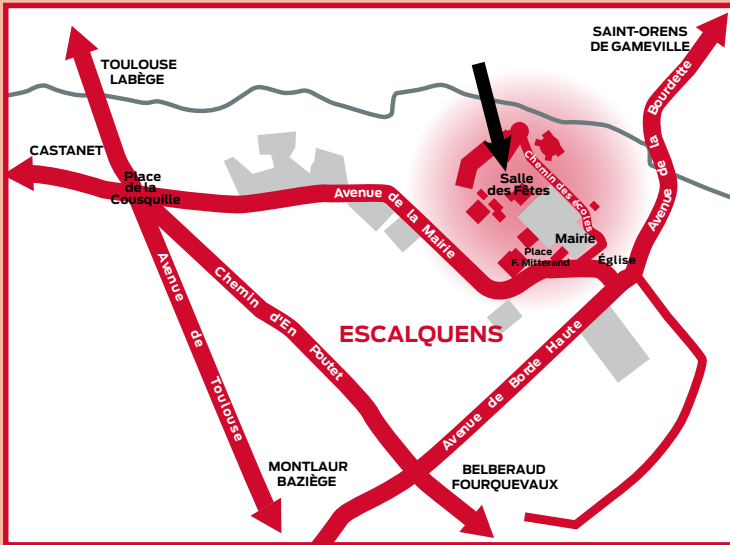 SAINT-ORENS
DE GAMEVILLE
TOULOUSE
LABÈGE
Avenue de la Bourdette
CASTANET
Place
de la
Cousquille
Avenue de la Mairie
Salle
des Fêtes
Chemin des écoles
Mairie
Place
F. Mitterand
Église
Avenue de Toulouse
Chemin d'En Poutet
ESCALQUENS
Avenue de Borde Haute
MONTLAUR
BAZIÈGE
BELBERAUD
FOURQUEVAUX